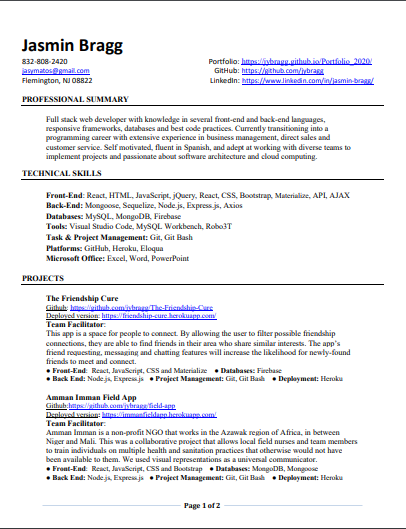 Jasmin Bragg
832-808-2420 Portfolio: https://jybragg.github.io/Portfolio_2020/
jasymatos@gmail.com GitHub: https://github.com/jybragg
Flemington, NJ 08822 LinkedIn: https://www.linkedin.com/in/jasmin-bragg/
PROFESSIONAL SUMMARY
Full stack web developer with knowledge in several front-end and back-end languages,
responsive frameworks, databases and best code practices. Currently transitioning into a
programming career with extensive experience in business management, direct sales and
customer service. Self motivated, fluent in Spanish, and adept at working with diverse teams to
implement projects and passionate about software architecture and cloud computing.
TECHNICAL SKILLS
Front-End: React, HTML, JavaScript, jQuery, React, CSS, Bootstrap, Materialize, API, AJAX
Back-End: Mongoose, Sequelize, Node.js, Express.js, Axios
Databases: MySQL, MongoDB, Firebase
Tools: Visual Studio Code, MySQL Workbench, Robo3T
Task & Project Management: Git, Git Bash
Platforms: GitHub, Heroku, Eloqua
Microsoft Office: Excel, Word, PowerPoint
PROJECTS
The Friendship Cure
Github: https://github.com/jybragg/The-Friendship-Cure
Deployed version: https://friendship-cure.herokuapp.com/
Team Facilitator:
This app is a space for people to connect. By allowing the user to filter possible friendship
connections, they are able to find friends in their area who share similar interests. The app's
friend requesting, messaging and chatting features will increase the likelihood for newly-found
friends to meet and connect.
● Front-End: React, JavaScript, CSS and Materialize ● Databases: Firebase
● Back End: Node.js, Express.js ● Project Management: Git, Git Bash ● Deployment: Heroku
Amman Imman Field App
Github:https://github.com/jybragg/field-app
Deployed version: https://immanfieldapp.herokuapp.com/
Team Facilitator:
Amman Imman is a non-profit NGO that works in the Azawak region of Africa, in between
Niger and Mali. This was a collaborative project that allows local field nurses and team members
to train individuals on multiple health and sanitation practices that otherwise would not have
been available to them. We used visual representations as a universal communicator.
● Front-End: React, JavaScript, CSS and Bootstrap ● Databases: MongoDB, Mongoose
● Back End: Node.js, Express.js ● Project Management: Git, Git Bash ● Deployment: Heroku
Page 1 of 2